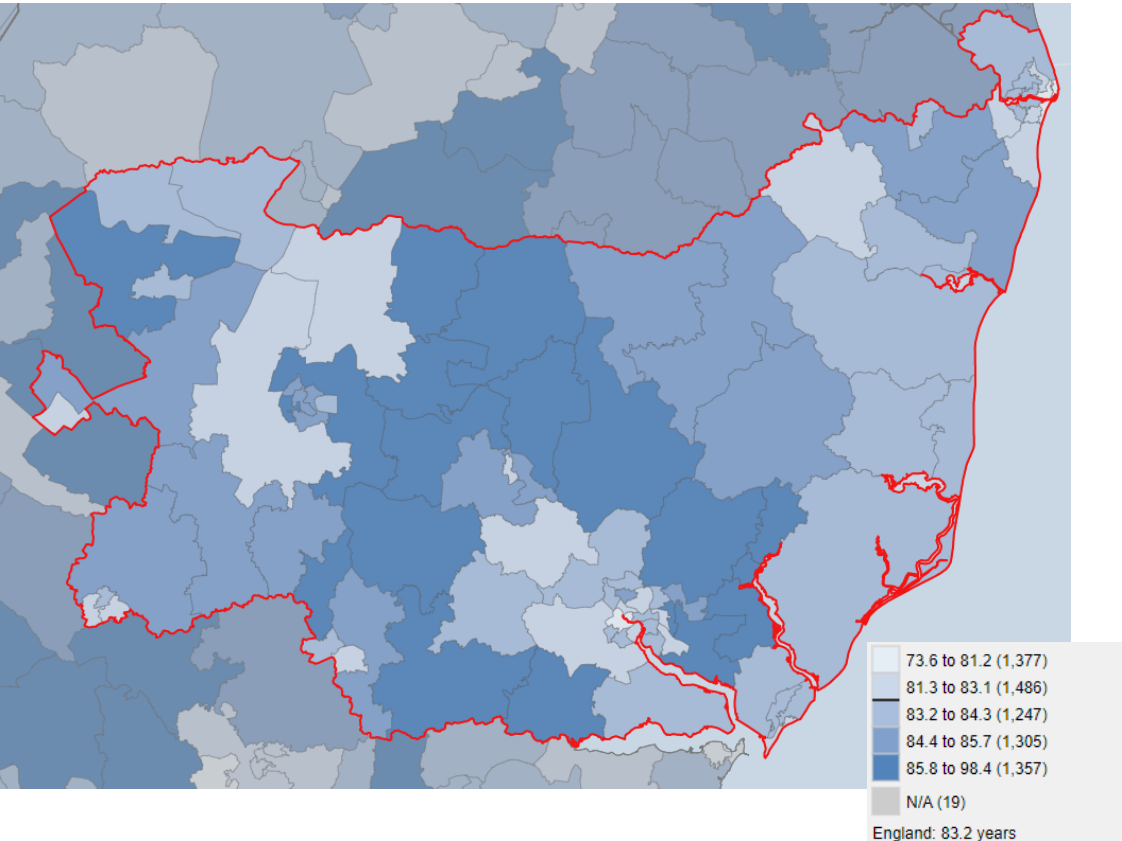 73.6 to 81.2 (1,377)
81.3 to 83.1 (1,486)
83.2 to 84.3 (1,247)
84.4 to 85.7 (1,305)
85.8 to 98.4 (1,357)
N/A (19)
England: 83.2 years